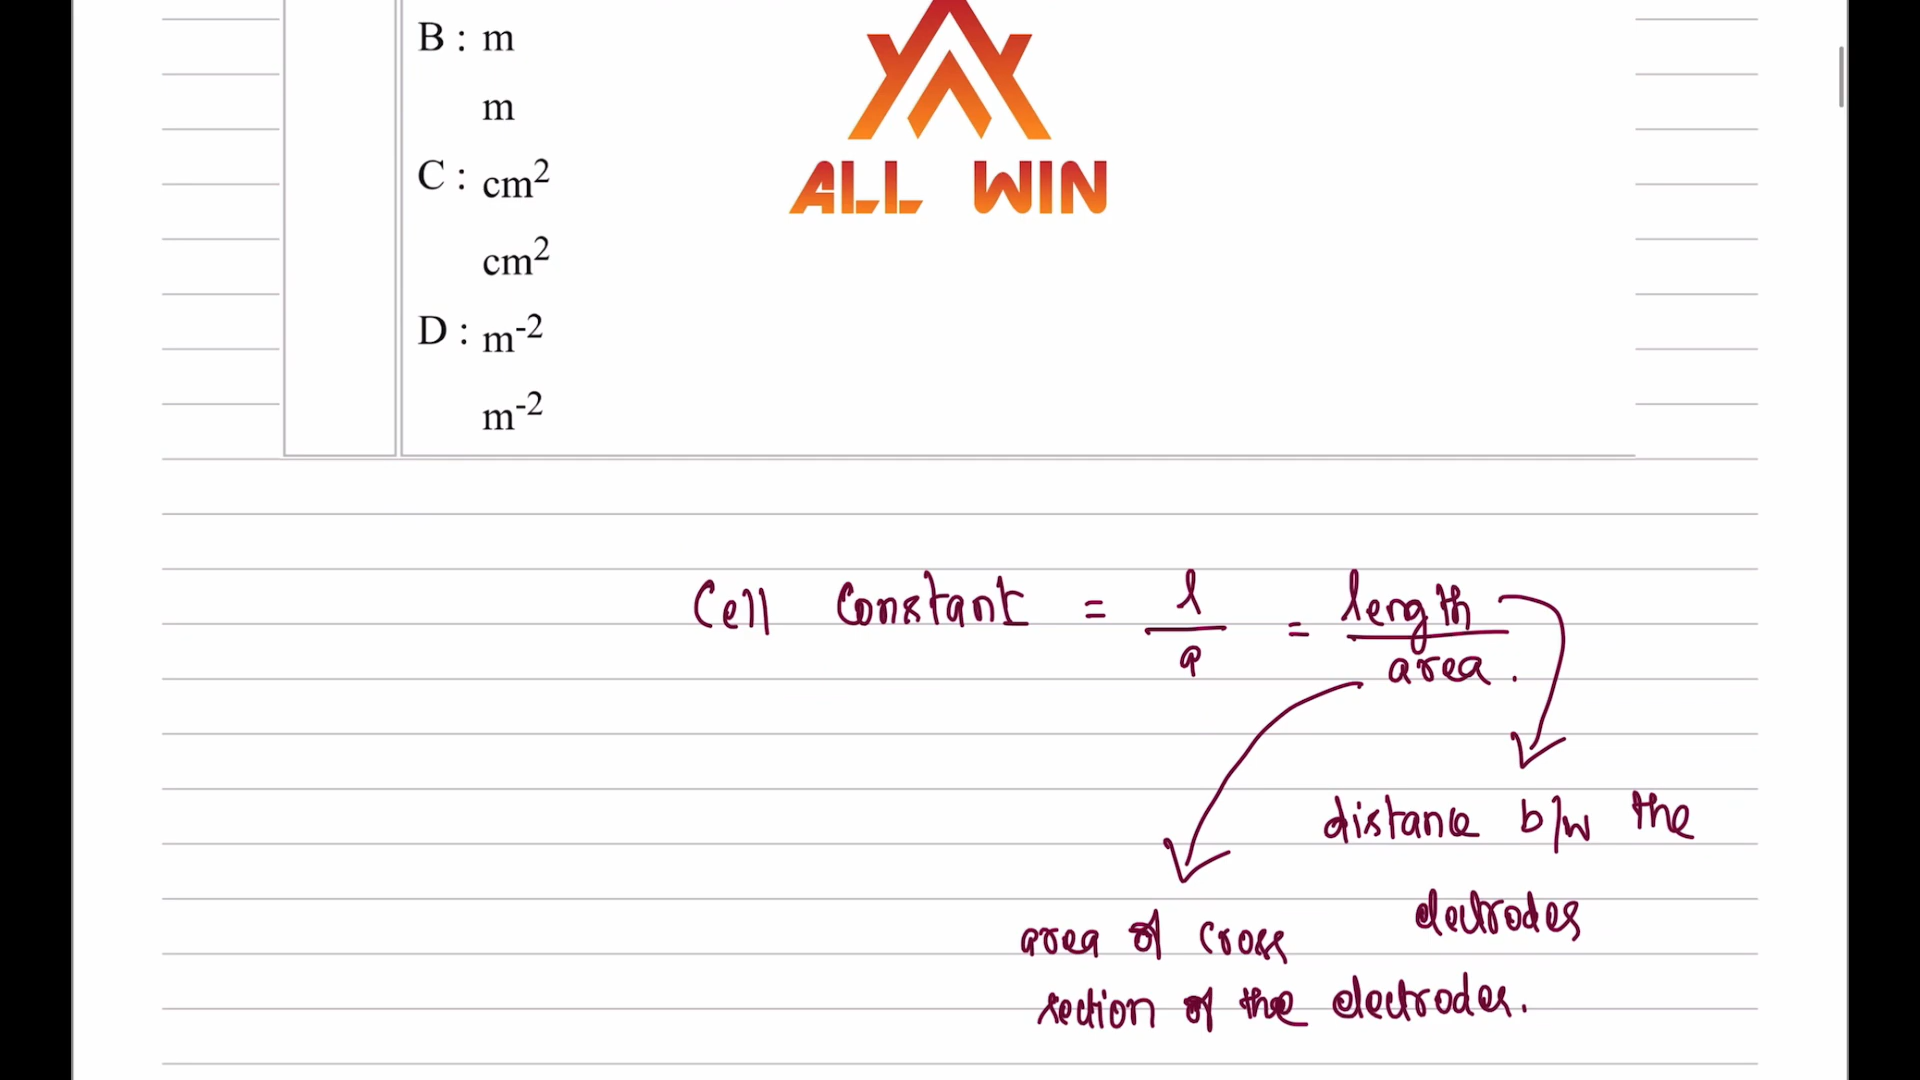 B : m
m
C : cm²
cm²
D : m⁻²
m⁻²
ALL WIN
Cell Constant = l/a = length/area.
distance b/w the
electrodes
area of cross
section of the electrodes.